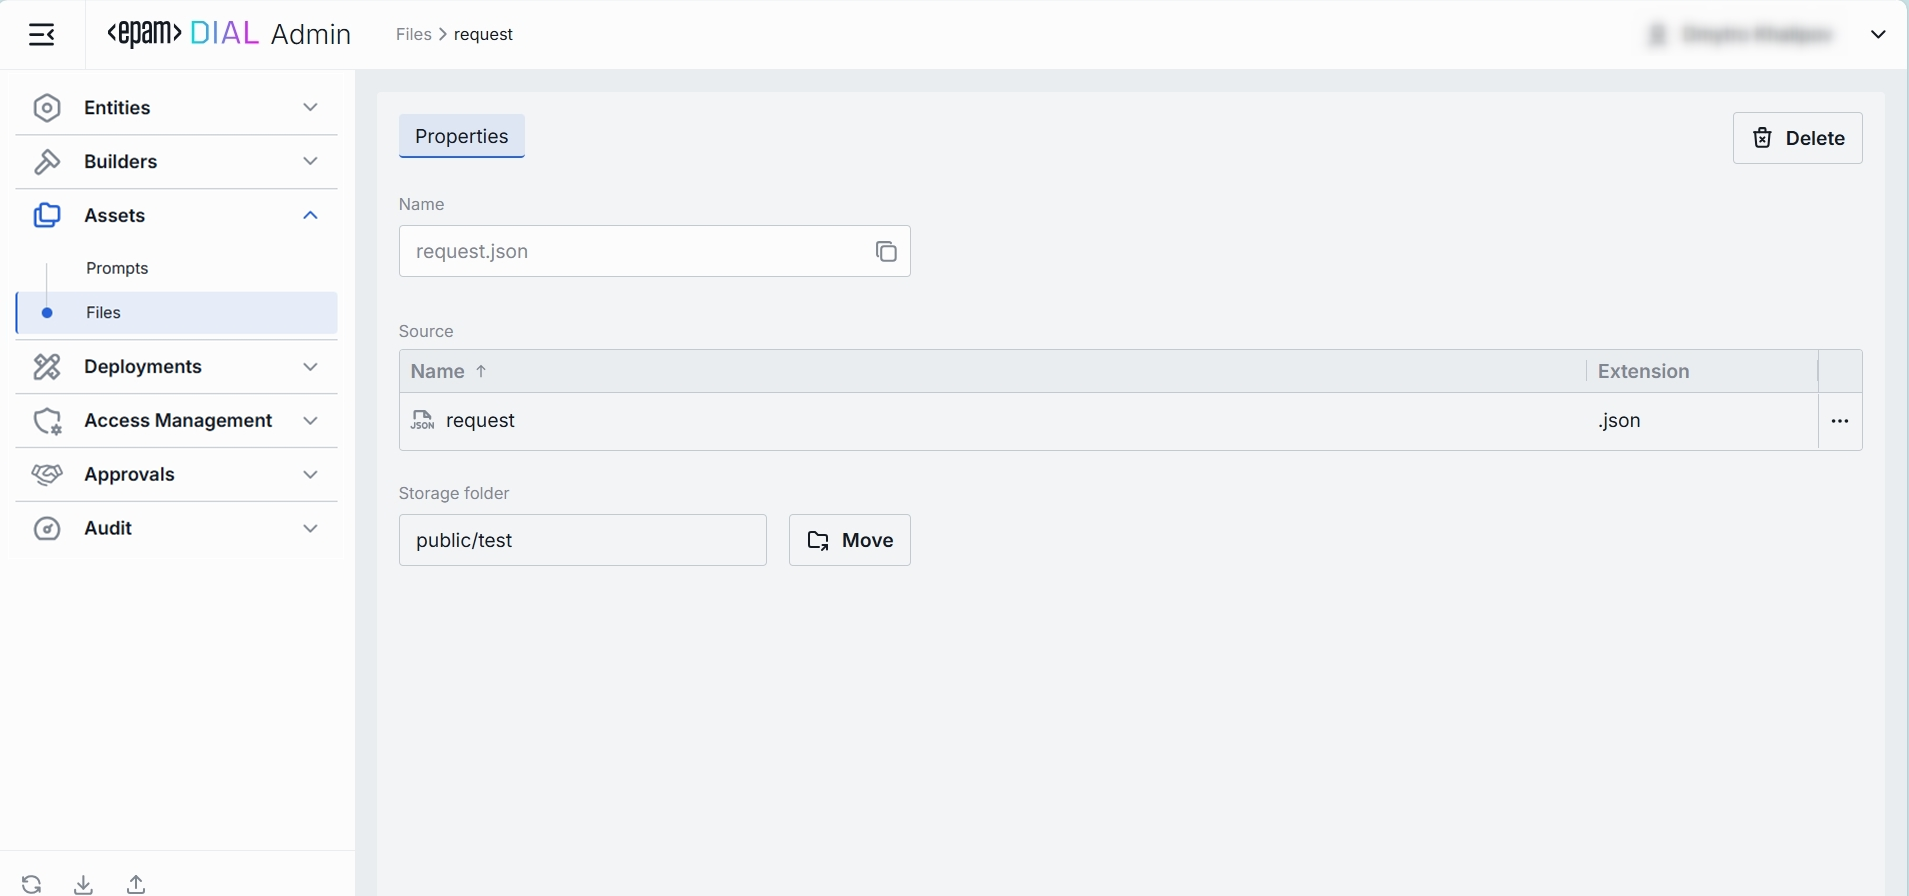 <epam> DIAL Admin
Files > request
Entities
Builders
Assets
Prompts
Files
Deployments
Access Management
Approvals
Audit
Properties
Delete
Name
request.json
Source
Name ↑
Extension
JSON request
.json
Storage folder
public/test
Move